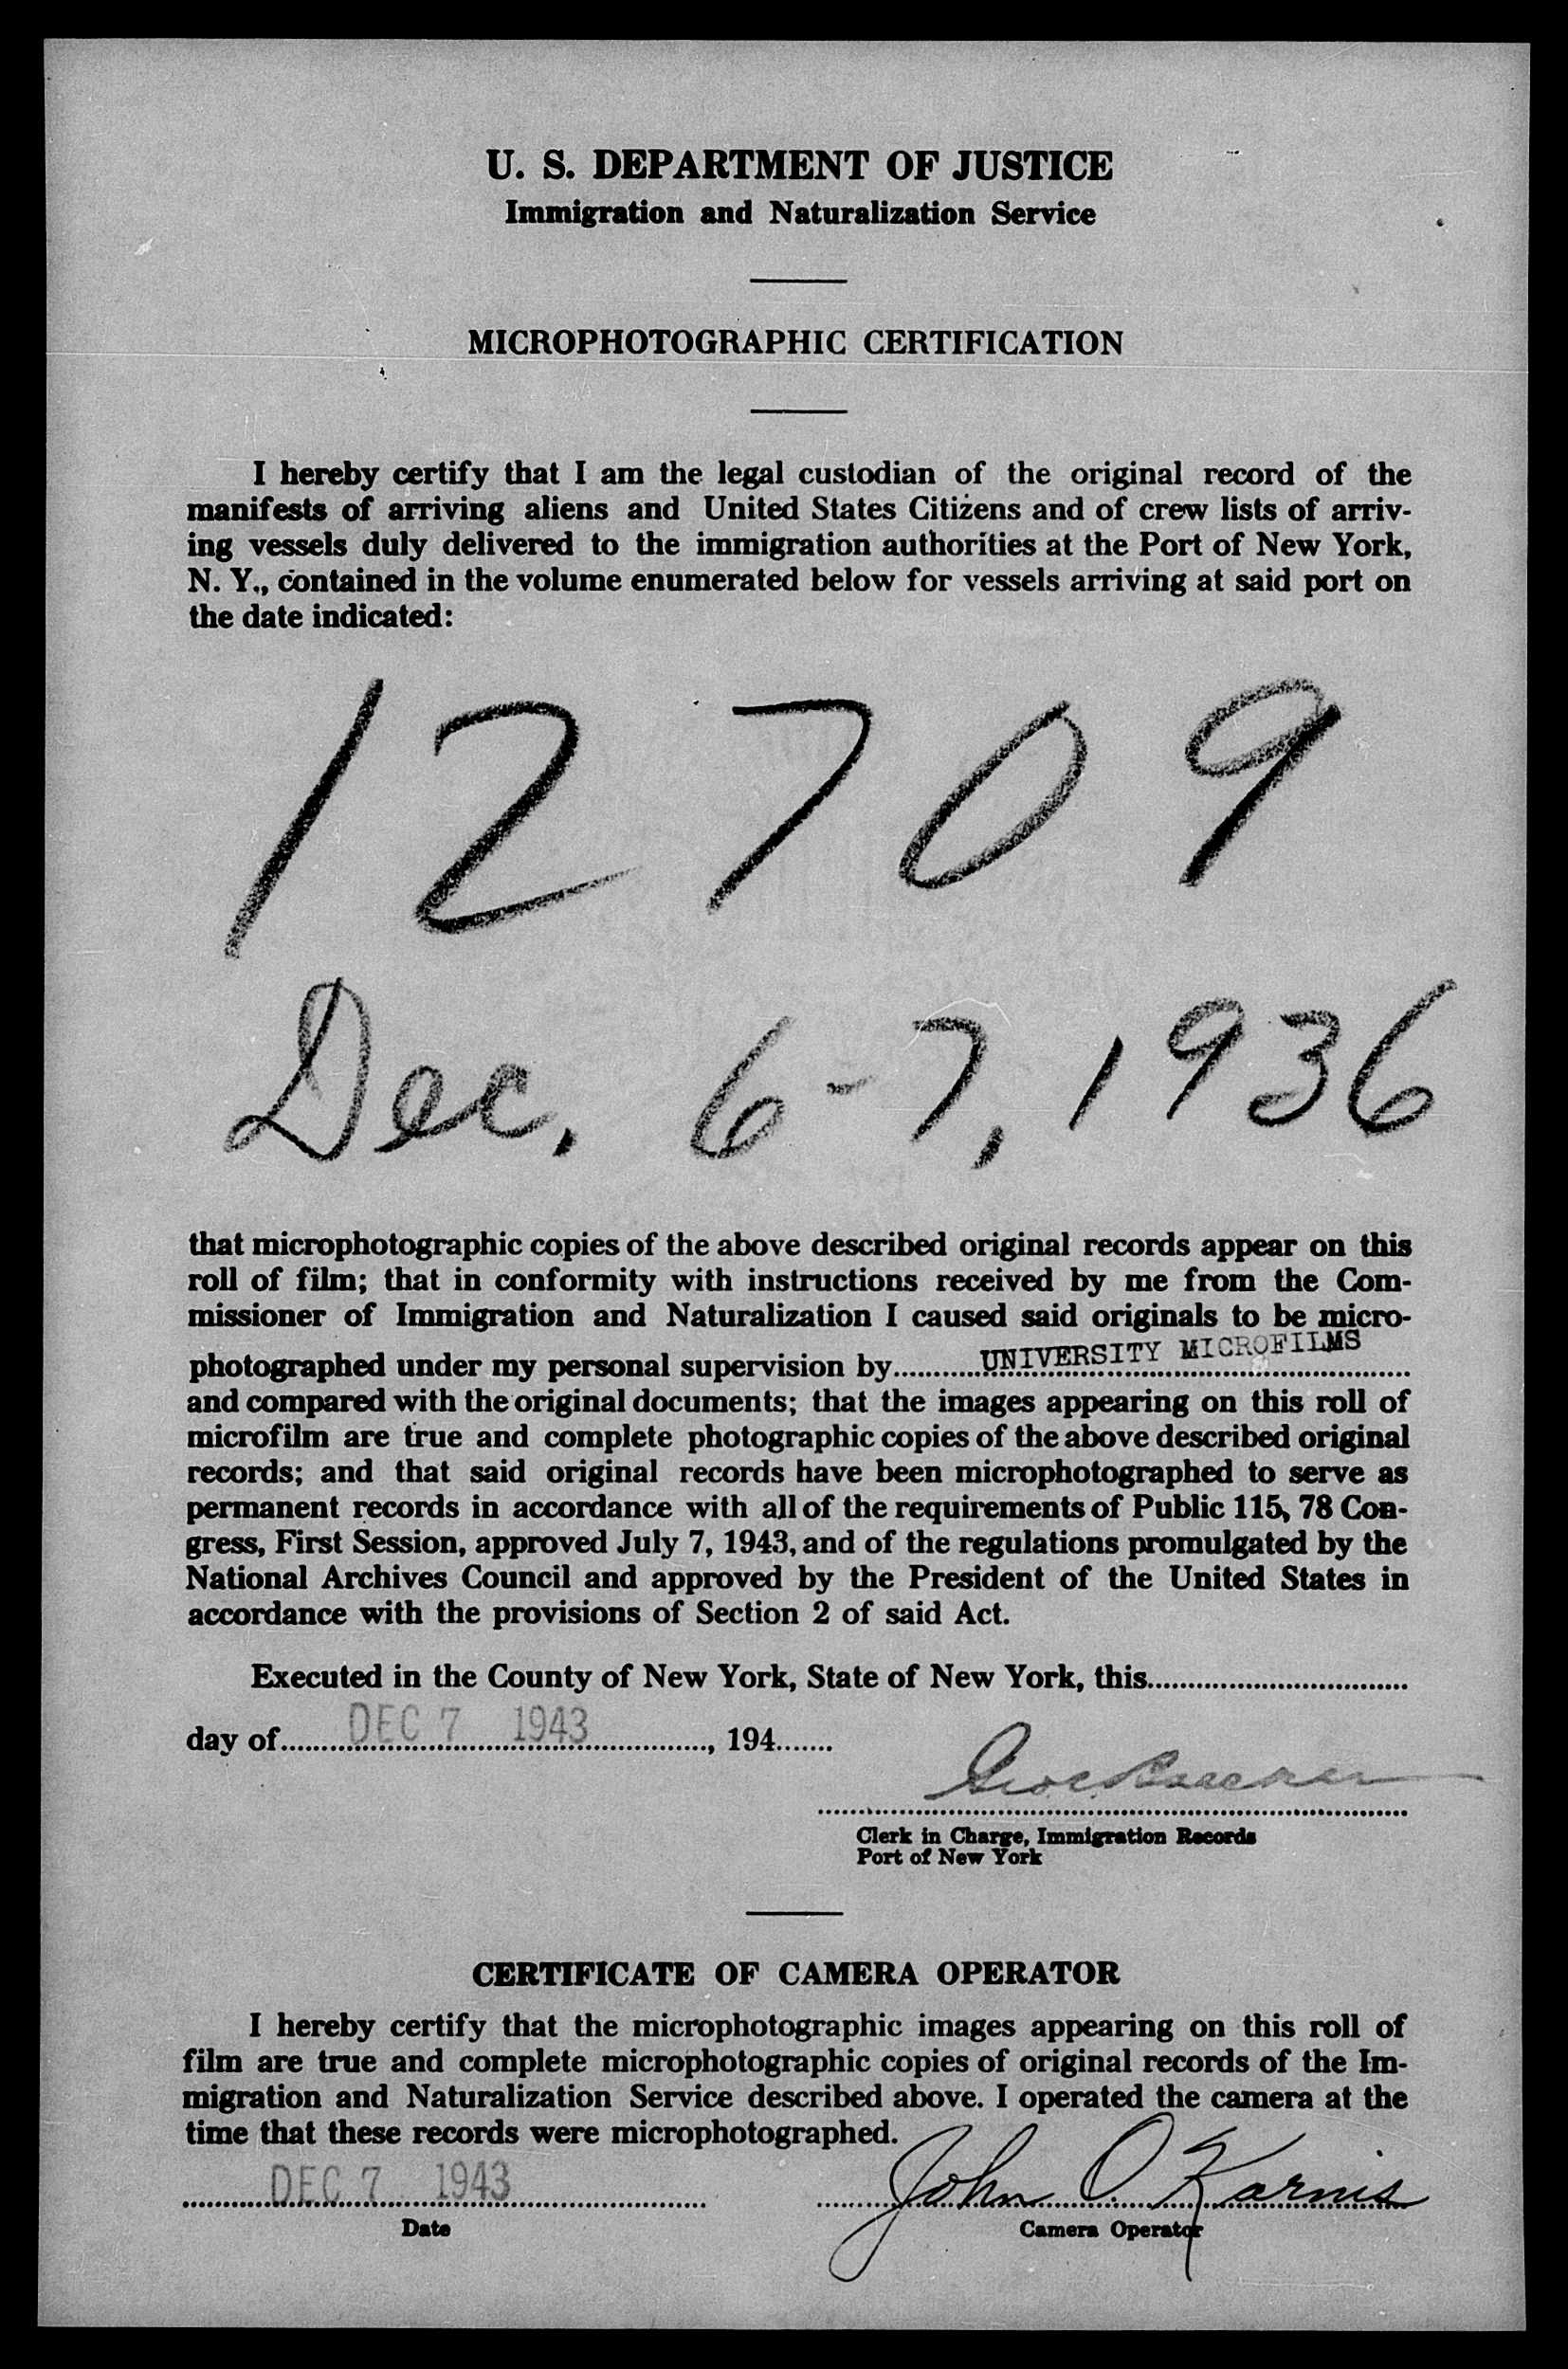 U. S. DEPARTMENT OF JUSTICE
Immigration and Naturalization Service
MICROPHOTOGRAPHIC CERTIFICATION
I hereby certify that I am the legal custodian of the original record of the
manifests of arriving aliens and United States Citizens and of crew lists of arriv-
ing vessels duly delivered to the immigration authorities at the Port of New York,
N. Y., contained in the volume enumerated below for vessels arriving at said port on
the date indicated:
12709
Dec. 6-7, 1936
that microphotographic copies of the above described original records appear on this
roll of film; that in conformity with instructions received by me from the Com-
missioner of Immigration and Naturalization I caused said originals to be micro-
photographed under my personal supervision by UNIVERSITY MICROFILMS
and compared with the original documents; that the images appearing on this roll of
microfilm are true and complete photographic copies of the above described original
records; and that said original records have been microphotographed to serve as
permanent records in accordance with all of the requirements of Public 115, 78 Con-
gress, First Session, approved July 7, 1943, and of the regulations promulgated by the
National Archives Council and approved by the President of the United States in
accordance with the provisions of Section 2 of said Act.
Executed in the County of New York, State of New York, this
day of DEC 7 1943, 194
Clerk in Charge, Immigration Records
Port of New York
CERTIFICATE OF CAMERA OPERATOR
I hereby certify that the microphotographic images appearing on this roll of
film are true and complete microphotographic copies of original records of the Im-
migration and Naturalization Service described above. I operated the camera at the
time that these records were microphotographed.
DEC 7 1943 John O Karnis
Date Camera Operator